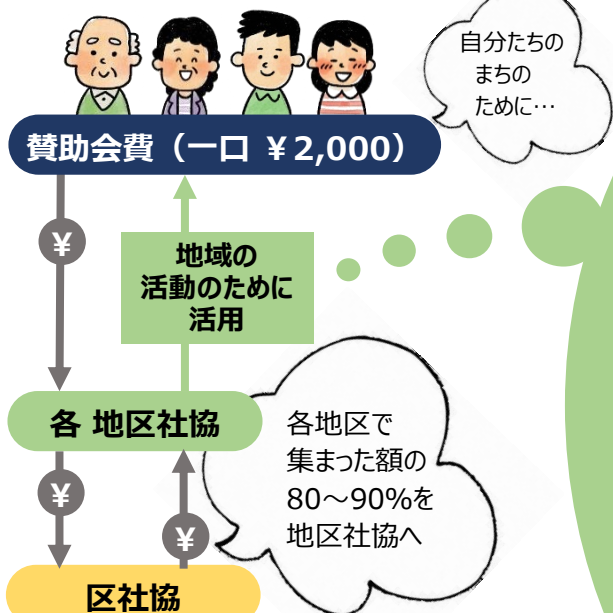 自分たちの
まちの
ために…
賛助会費（一口 ￥2,000）
¥
地域の
活動のために
活用
各 地区社協
各地区で
集まった額の
80～90%を
地区社協へ
¥
¥
区社協